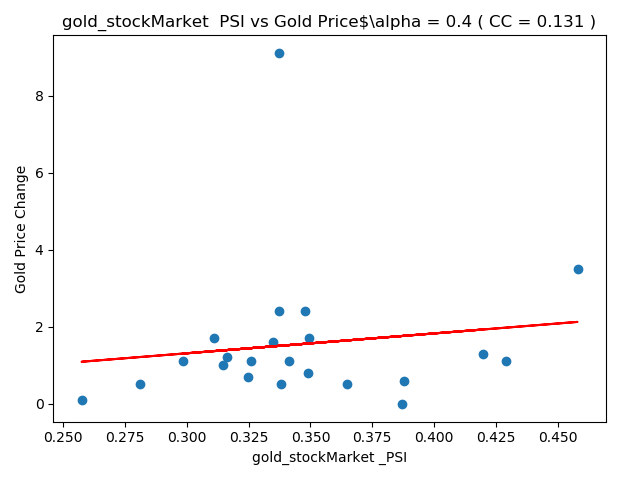 gold_stockMarket  PSI vs Gold Price$\alpha = 0.4 ( CC = 0.131 )
Gold Price Change
8
6
4
2
0
0.250 0.275 0.300 0.325 0.350 0.375 0.400 0.425 0.450
gold_stockMarket _PSI